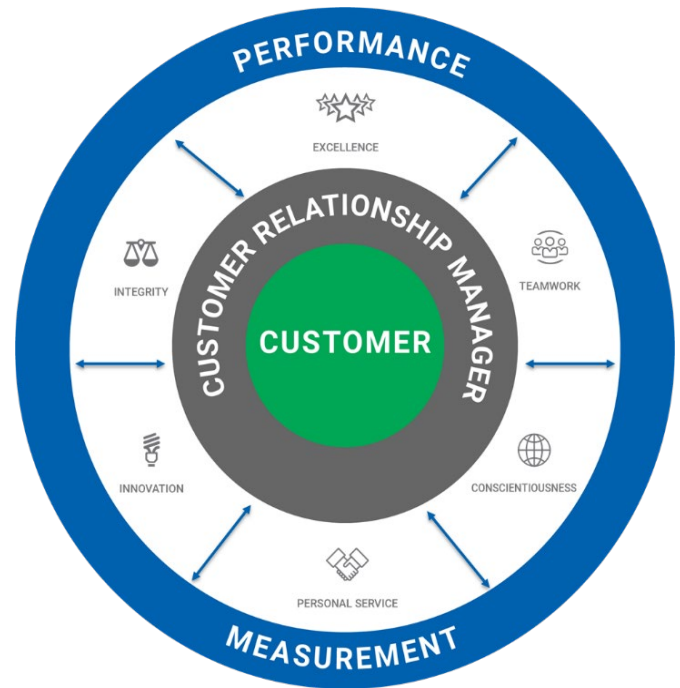 PERFORMANCE
EXCELLENCE
CUSTOMER RELATIONSHIP MANAGER
INTEGRITY
TEAMWORK
CUSTOMER
INNOVATION
CONSCIENTIOUSNESS
PERSONAL SERVICE
MEASUREMENT